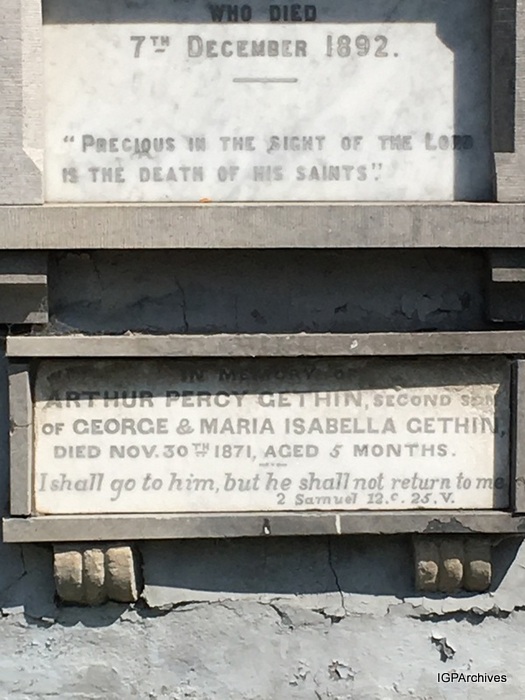 WHO DIED
7TH DECEMBER 1892.
"PRECIOUS IN THE SIGHT OF THE LORD
IS THE DEATH OF HIS SAINTS".
IN MEMORY OF
ARTHUR PERCY GETHIN, SECOND SON
OF GEORGE & MARIA ISABELLA GETHIN,
DIED NOV. 30TH 1871, AGED 5 MONTHS.
I shall go to him, but he shall not return to me
2 Samuel 12.C. 25.V.
IGPArchives